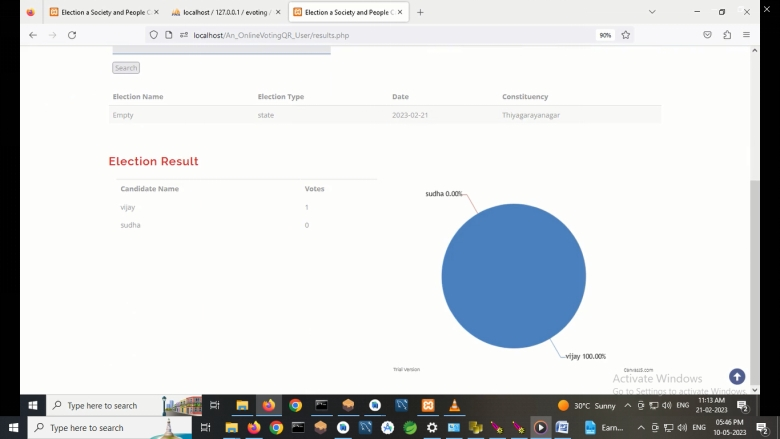 Election a Society and People C
localhost / 127.0.0.1 / evoting /
Election a Society and People C
localhost/An_OnlineVotingQR_User/results.php
90%
Search
Election Name Election Type Date Constituency
Empty state 2023-02-21 Thiyagarayanagar
Election Result
Candidate Name Votes
vijay 1
sudha 0
sudha 0.00%
vijay 100.00%
Trial Version
CanvasJS.com
Activate Windows
Go to Settings to activate Windows.
Type here to search
30°C Sunny
ENG
11:13 AM
21-02-2023
2
Type here to search
Earn...
ENG
05:46 PM
10-05-2023
2